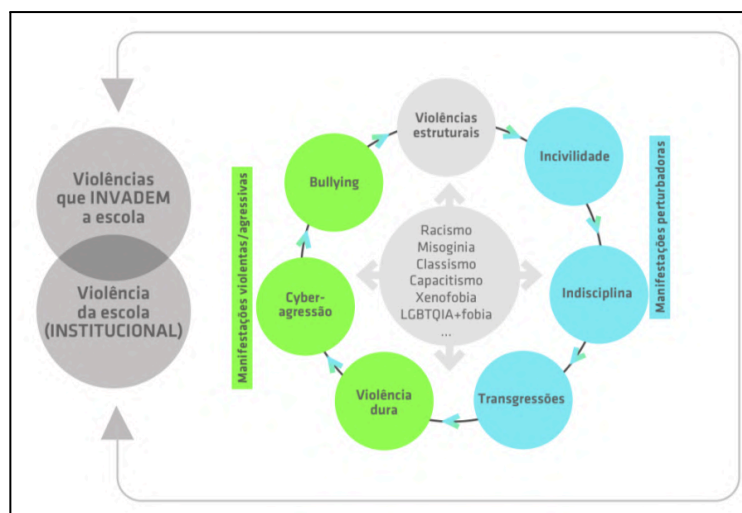 Violências
que INVADEM
a escola
Violência
da escola
(INSTITUCIONAL)
Manifestações violentas/agressivas
Violências
estruturais
Incivilidade
Indisciplina
Transgressões
Violência
dura
Cyber-
agressão
Bullying
Racismo
Misoginia
Classismo
Capacitismo
Xenofobia
LGBTQIA+fobia
...
Manifestações perturbadoras